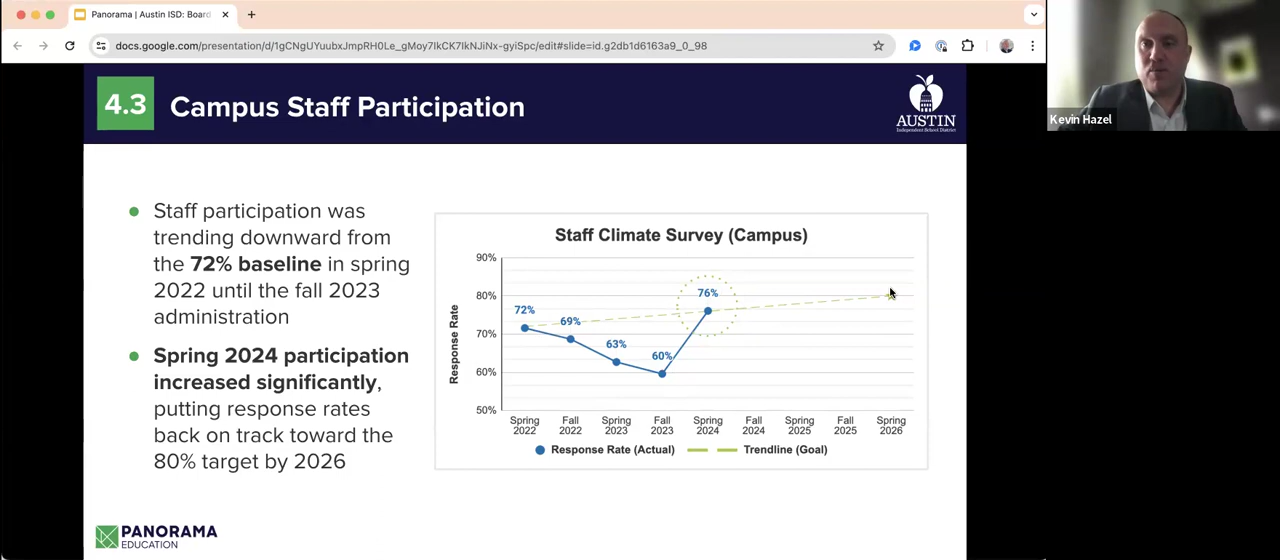 Panorama | Austin ISD: Board
docs.google.com/presentation/d/1gCNgUYuubxJmpRH0Le_gMoy7lkCK7lkNJiNx-gyiSpc/edit#slide=id.g2db1d6163a9_0_98
Kevin Hazel
4.3
Campus Staff Participation
AUSTIN
Independent School District
Staff participation was
trending downward from
the 72% baseline in spring
2022 until the fall 2023
administration
Spring 2024 participation
increased significantly,
putting response rates
back on track toward the
80% target by 2026
Staff Climate Survey (Campus)
Response Rate
90%
80%
70%
60%
50%
72%
69%
63%
60%
76%
Spring 2022
Fall 2022
Spring 2023
Fall 2023
Spring 2024
Fall 2024
Spring 2025
Fall 2025
Spring 2026
Response Rate (Actual)
Trendline (Goal)
PANORAMA
EDUCATION